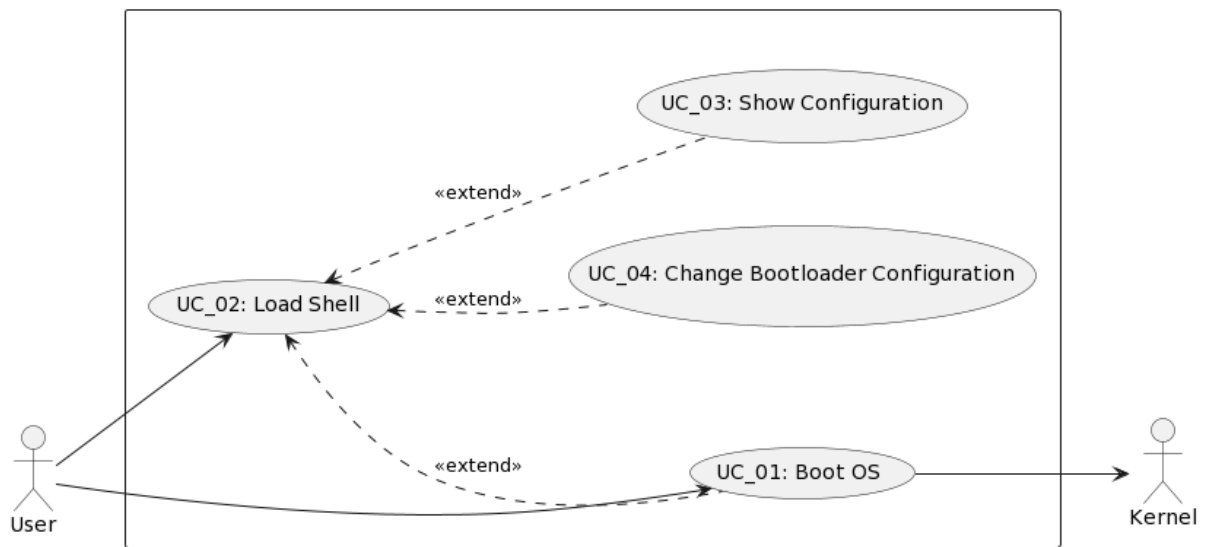 UC_03: Show Configuration
«extend»
UC_04: Change Bootloader Configuration
«extend»
UC_02: Load Shell
«extend»
UC_01: Boot OS
User
Kernel